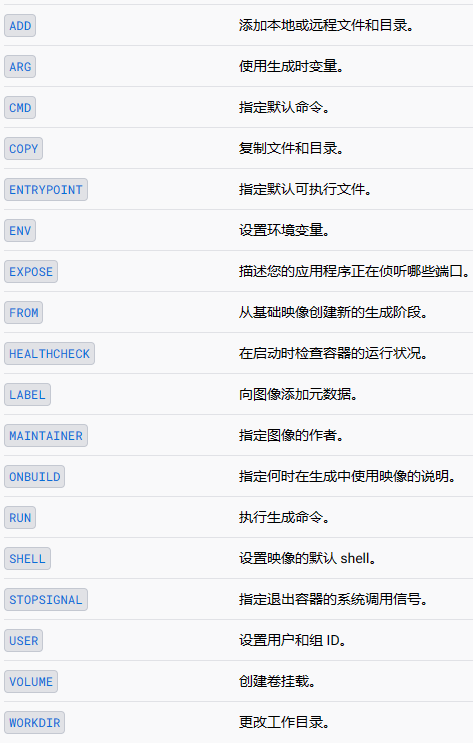 ADD 添加本地或远程文件和目录。
ARG 使用生成时变量。
CMD 指定默认命令。
COPY 复制文件和目录。
ENTRYPOINT 指定默认可执行文件。
ENV 设置环境变量。
EXPOSE 描述您的应用程序正在侦听哪些端口。
FROM 从基础映像创建新的生成阶段。
HEALTHCHECK 在启动时检查容器的运行状况。
LABEL 向图像添加元数据。
MAINTAINER 指定图像的作者。
ONBUILD 指定何时在生成中使用映像的说明。
RUN 执行生成命令。
SHELL 设置映像的默认 shell。
STOPSIGNAL 指定退出容器的系统调用信号。
USER 设置用户和组 ID。
VOLUME 创建卷挂载。
WORKDIR 更改工作目录。